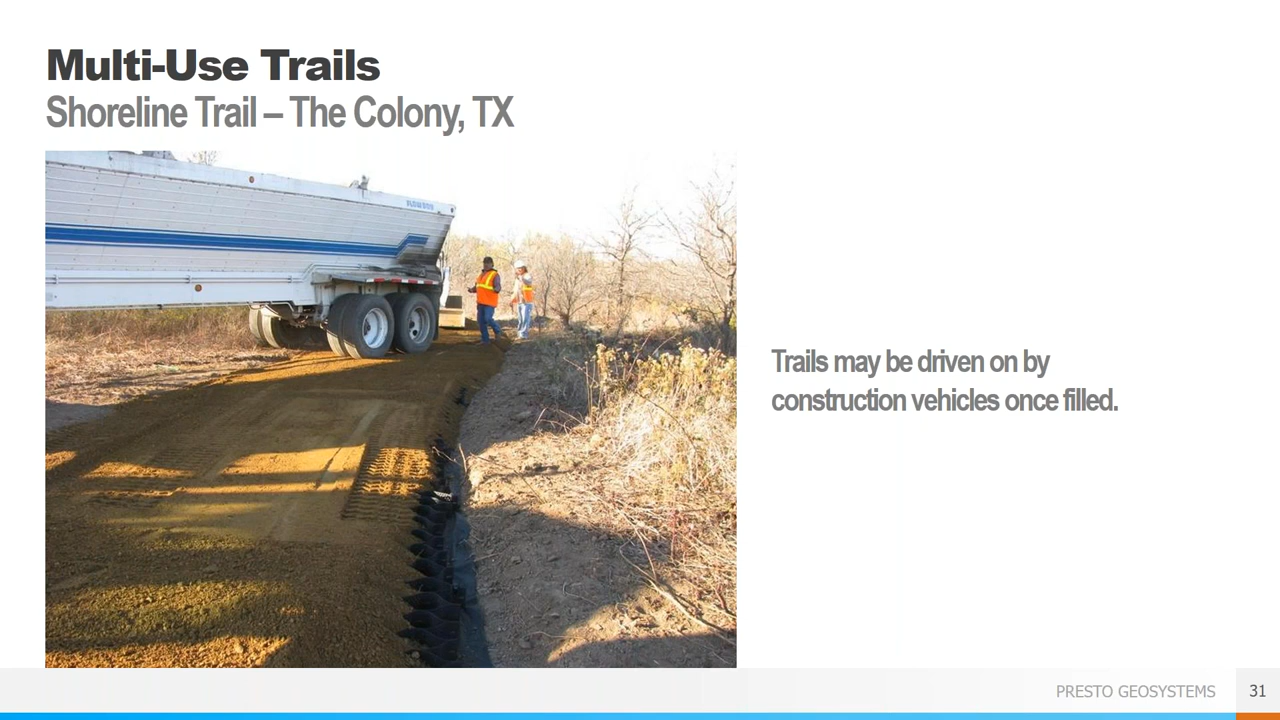 Multi-Use Trails
Shoreline Trail – The Colony, TX
Trails may be driven on by
construction vehicles once filled.
PRESTO GEOSYSTEMS
31